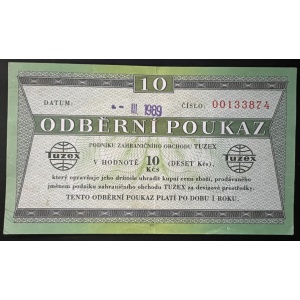 10
DATUM:
- III 1989
ČÍSLO: 00133874
ODBĚRNÍ POUKAZ
PODNIKU ZAHRANIČNÍHO OBCHODU TUZEX
Tuzex
V HODNOTĚ 10 Kčs (DESET Kčs),
Tuzex
který opravňuje jeho držitele uhradit kupní cenu zboží, prodávaného
jménem podniku zahraničního obchodu TUZEX za devizové prostředky.
TENTO ODBĚRNÍ POUKAZ PLATÍ PO DOBU 1 ROKU.